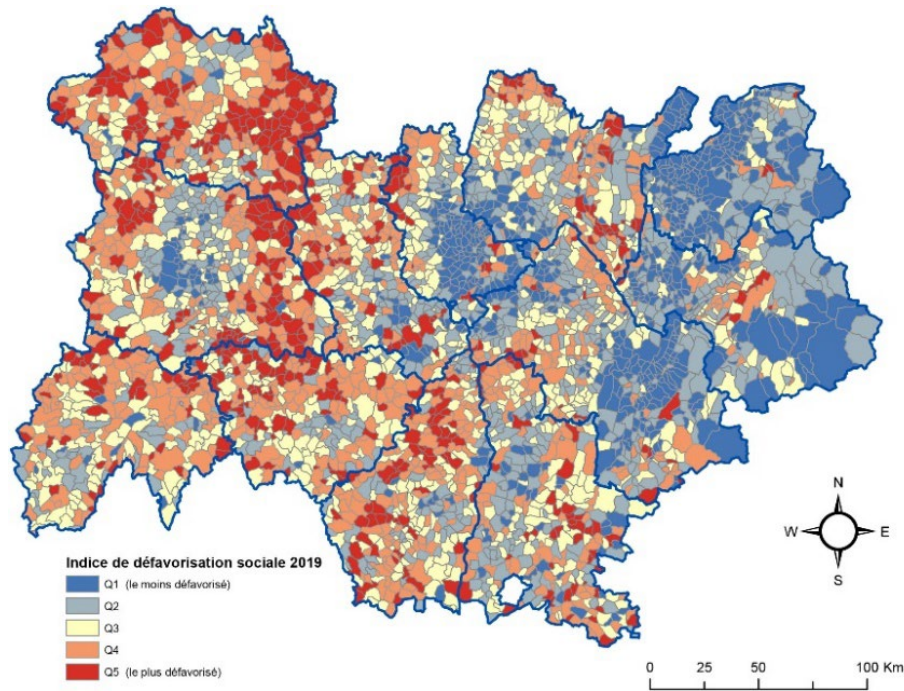 N
W E
S
Indice de défavorisation sociale 2019
Q1 (le moins défavorisé)
Q2
Q3
Q4
Q5 (le plus défavorisé)
0 25 50 100 Km